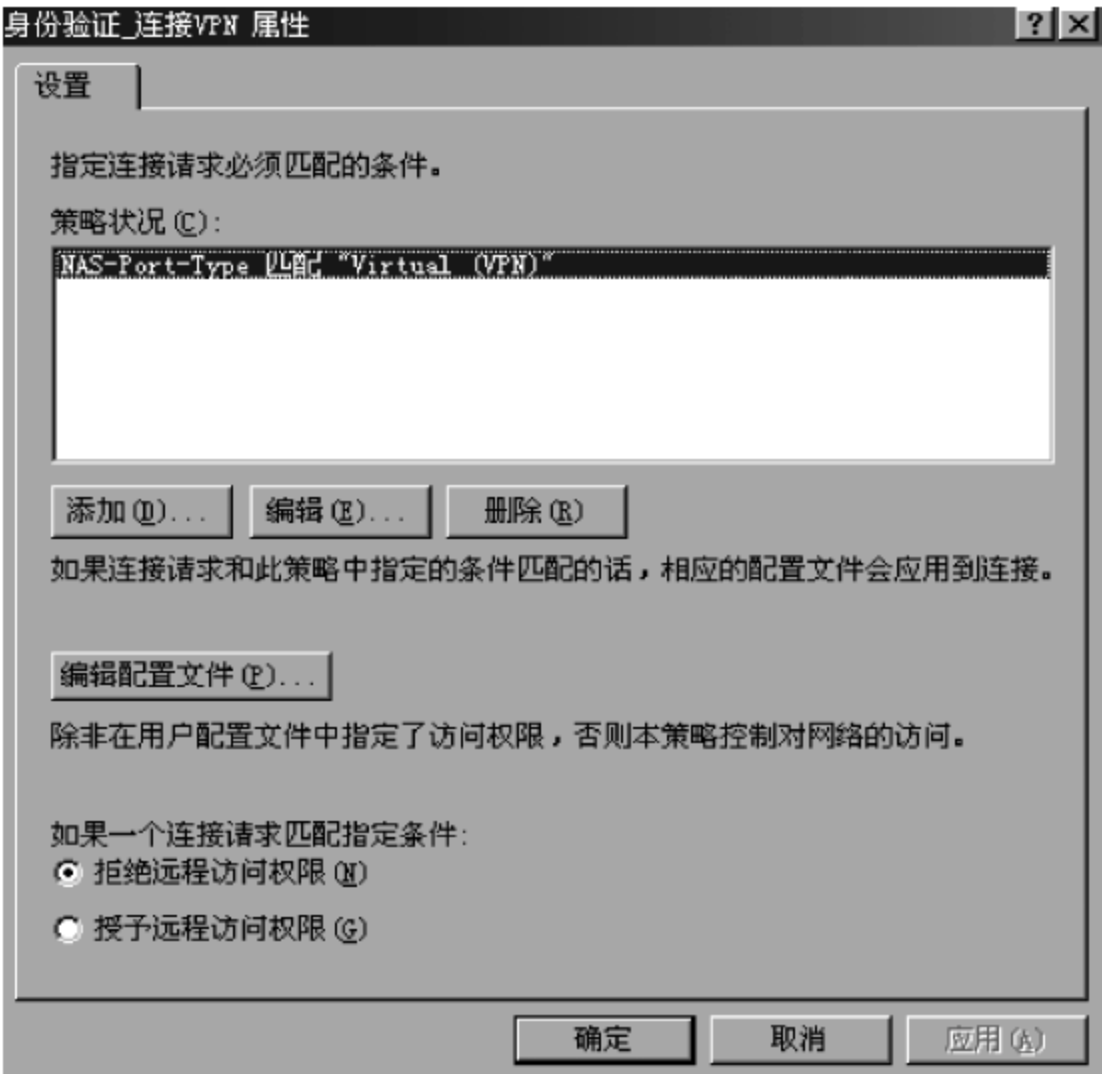 身份验证_连接VPN 属性
设置
指定连接请求必须匹配的条件。
策略状况(C):
NAS-Port-Type 匹配 "Virtual (VPN)"
添加(D)... 编辑(E)... 删除(R)
如果连接请求和此策略中指定的条件匹配的话，相应的配置文件会应用到连接。
编辑配置文件(P)...
除非在用户配置文件中指定了访问权限，否则本策略控制对网络的访问。
如果一个连接请求匹配指定条件:
拒绝远程访问权限(N)
授予远程访问权限(G)
确定 取消 应用(A)